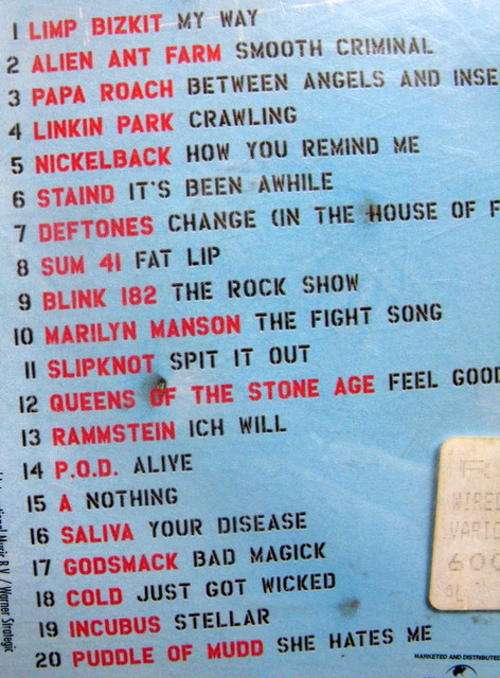 1 LIMP BIZKIT MY WAY
2 ALIEN ANT FARM SMOOTH CRIMINAL
3 PAPA ROACH BETWEEN ANGELS AND INSE
4 LINKIN PARK CRAWLING
5 NICKELBACK HOW YOU REMIND ME
6 STAIND IT'S BEEN AWHILE
7 DEFTONES CHANGE (IN THE HOUSE OF F
8 SUM 41 FAT LIP
9 BLINK 182 THE ROCK SHOW
10 MARILYN MANSON THE FIGHT SONG
11 SLIPKNOT SPIT IT OUT
12 QUEENS OF THE STONE AGE FEEL GOOD
13 RAMMSTEIN ICH WILL
14 P.O.D. ALIVE
15 A NOTHING
16 SALIVA YOUR DISEASE
17 GODSMACK BAD MAGICK
18 COLD JUST GOT WICKED
19 INCUBUS STELLAR
20 PUDDLE OF MUDD SHE HATES ME
MARKETED AND DISTRIBUTED
Music B.V. / Warner Strategic